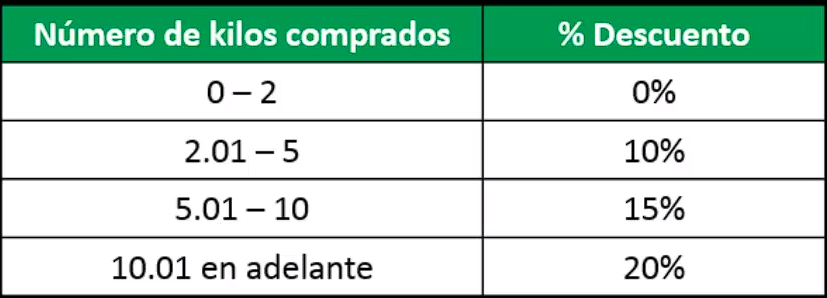 Número de kilos comprados % Descuento
0 – 2 0%
2.01 – 5 10%
5.01 – 10 15%
10.01 en adelante 20%